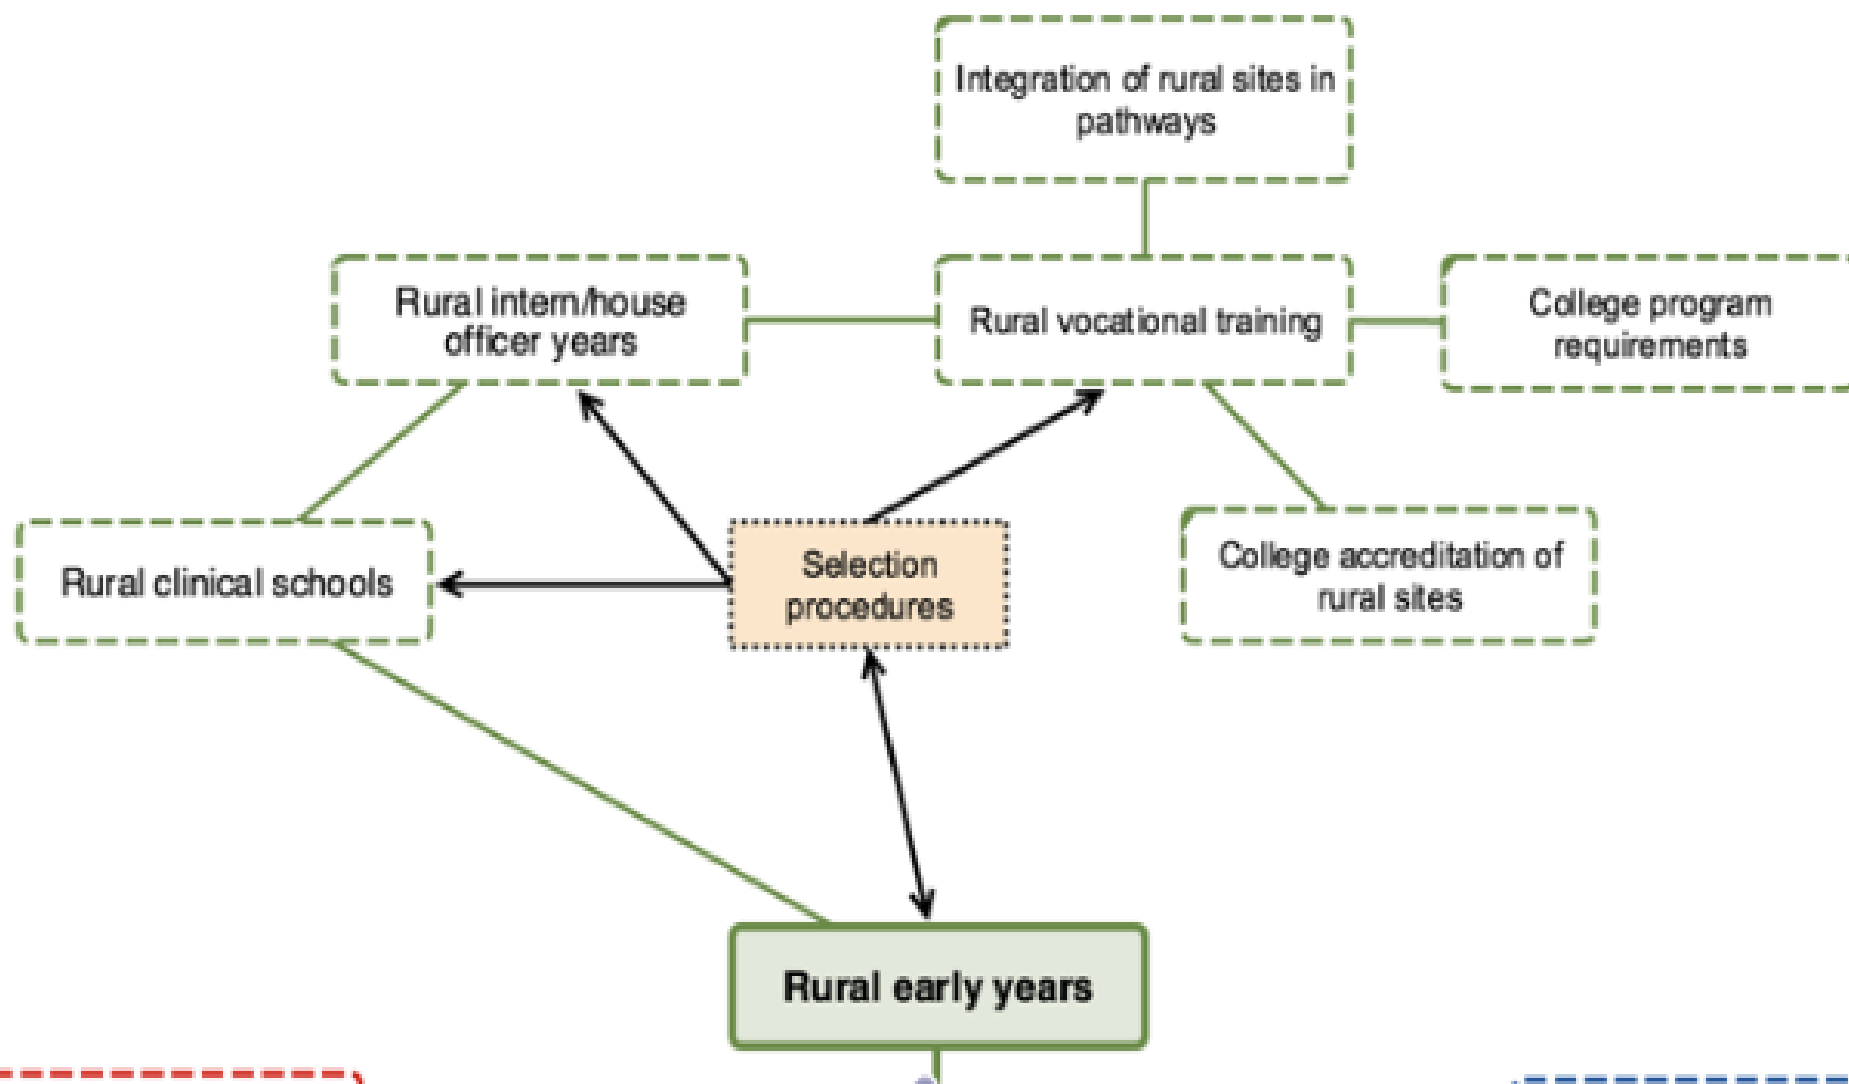 Integration of rural sites in
pathways
Rural intern/house
officer years
Rural vocational training
College program
requirements
Rural clinical schools
Selection
procedures
College accreditation of
rural sites
Rural early years